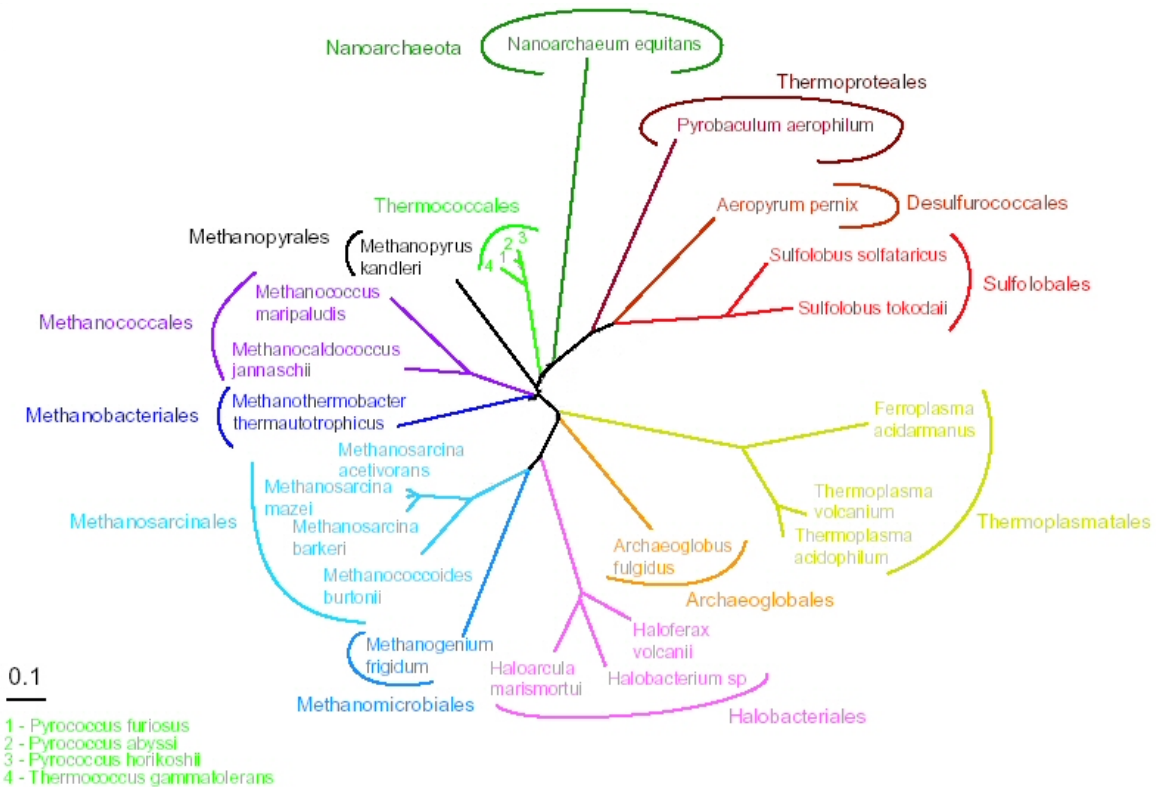 Nanoarchaeota
Nanoarchaeum equitans
Thermoproteales
Pyrobaculum aerophilum
Thermococcales
Aeropyrum pernix
Desulfurococcales
Methanopyrales
Methanopyrus
kandleri
2
3
1
4
Sulfolobus solfataricus
Sulfolobales
Sulfolobus tokodaii
Methanococcales
Methanococcus
maripaludis
Methanocaldococcus
jannaschii
Methanobacteriales
Methanothermobacter
thermautotrophicus
Ferroplasma
acidarmanus
Methanosarcina
acetivorans
Methanosarcina
mazei
Methanosarcinales
Methanosarcina
barkeri
Thermoplasma
volcanium
Thermoplasmatales
Thermoplasma
acidophilum
Archaeoglobus
fulgidus
Archaeoglobales
Methanococcoides
burtonii
Methanogenium
frigidum
Methanomicrobiales
Haloferax
volcanii
Haloarcula
marismortui
Halobacterium sp
Halobacteriales
0.1
1 - Pyrococcus furiosus
2 - Pyrococcus abyssi
3 - Pyrococcus horikoshii
4 - Thermococcus gammatolerans